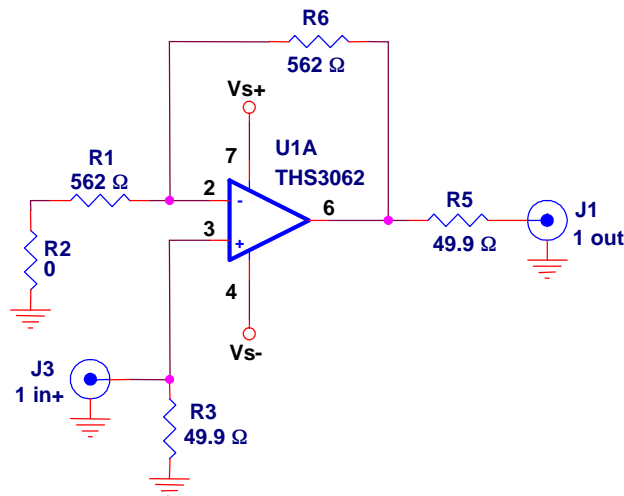 R6
562 Ω
Vs+
U1A
THS3062
7
R1
562 Ω
2
-
6
R5
49.9 Ω
J1
1 out
3
+
R2
0
4
Vs-
J3
1 in+
R3
49.9 Ω